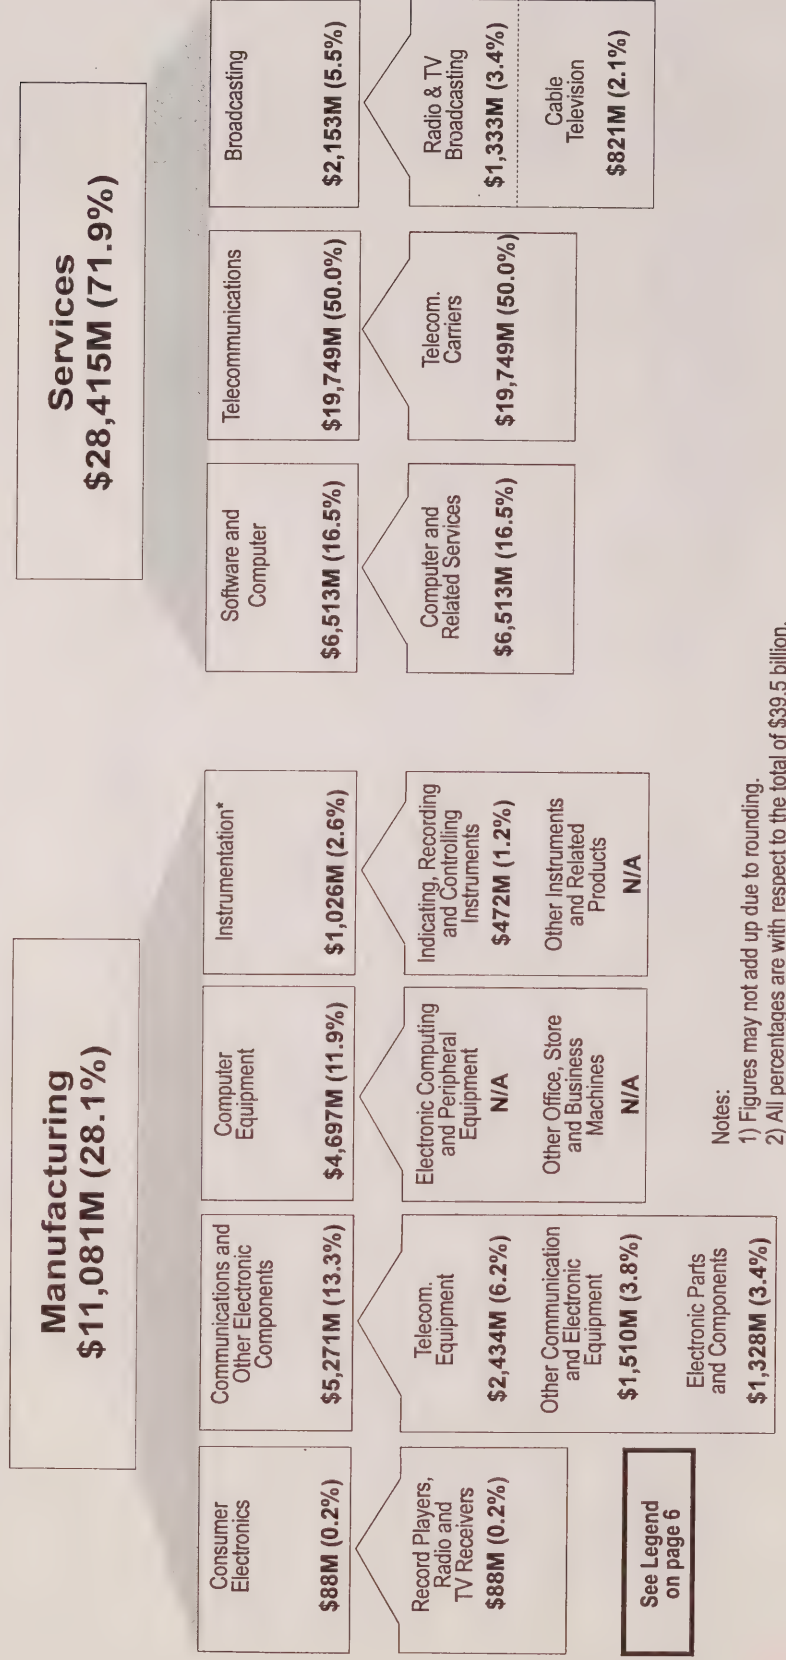 Manufacturing
$11,081M (28.1%)
Services
$28,415M (71.9%)
Consumer
Electronics
$88M (0.2%)
Communications and
Other Electronic
Components
$5,271M (13.3%)
Computer
Equipment
$4,697M (11.9%)
Instrumentation*
$1,026M (2.6%)
Software and
Computer
$6,513M (16.5%)
Telecommunications
$19,749M (50.0%)
Broadcasting
$2,153M (5.5%)
Record Players,
Radio and
TV Receivers
$88M (0.2%)
Telecom.
Equipment
$2,434M (6.2%)
Other Communication
and Electronic
Equipment
$1,510M (3.8%)
Electronic Parts
and Components
$1,328M (3.4%)
Electronic Computing
and Peripheral
Equipment
N/A
Other Office, Store
and Business
Machines
N/A
Indicating, Recording
and Controlling
Instruments
$472M (1.2%)
Other Instruments
and Related
Products
N/A
Computer and
Related Services
$6,513M (16.5%)
Telecom.
Carriers
$19,749M (50.0%)
Radio & TV
Broadcasting
$1,333M (3.4%)
Cable
Television
$821M (2.1%)
See Legend
on page 6
Notes:
1) Figures may not add up due to rounding.
2) All percentages are with respect to the total of $39.5 billion.